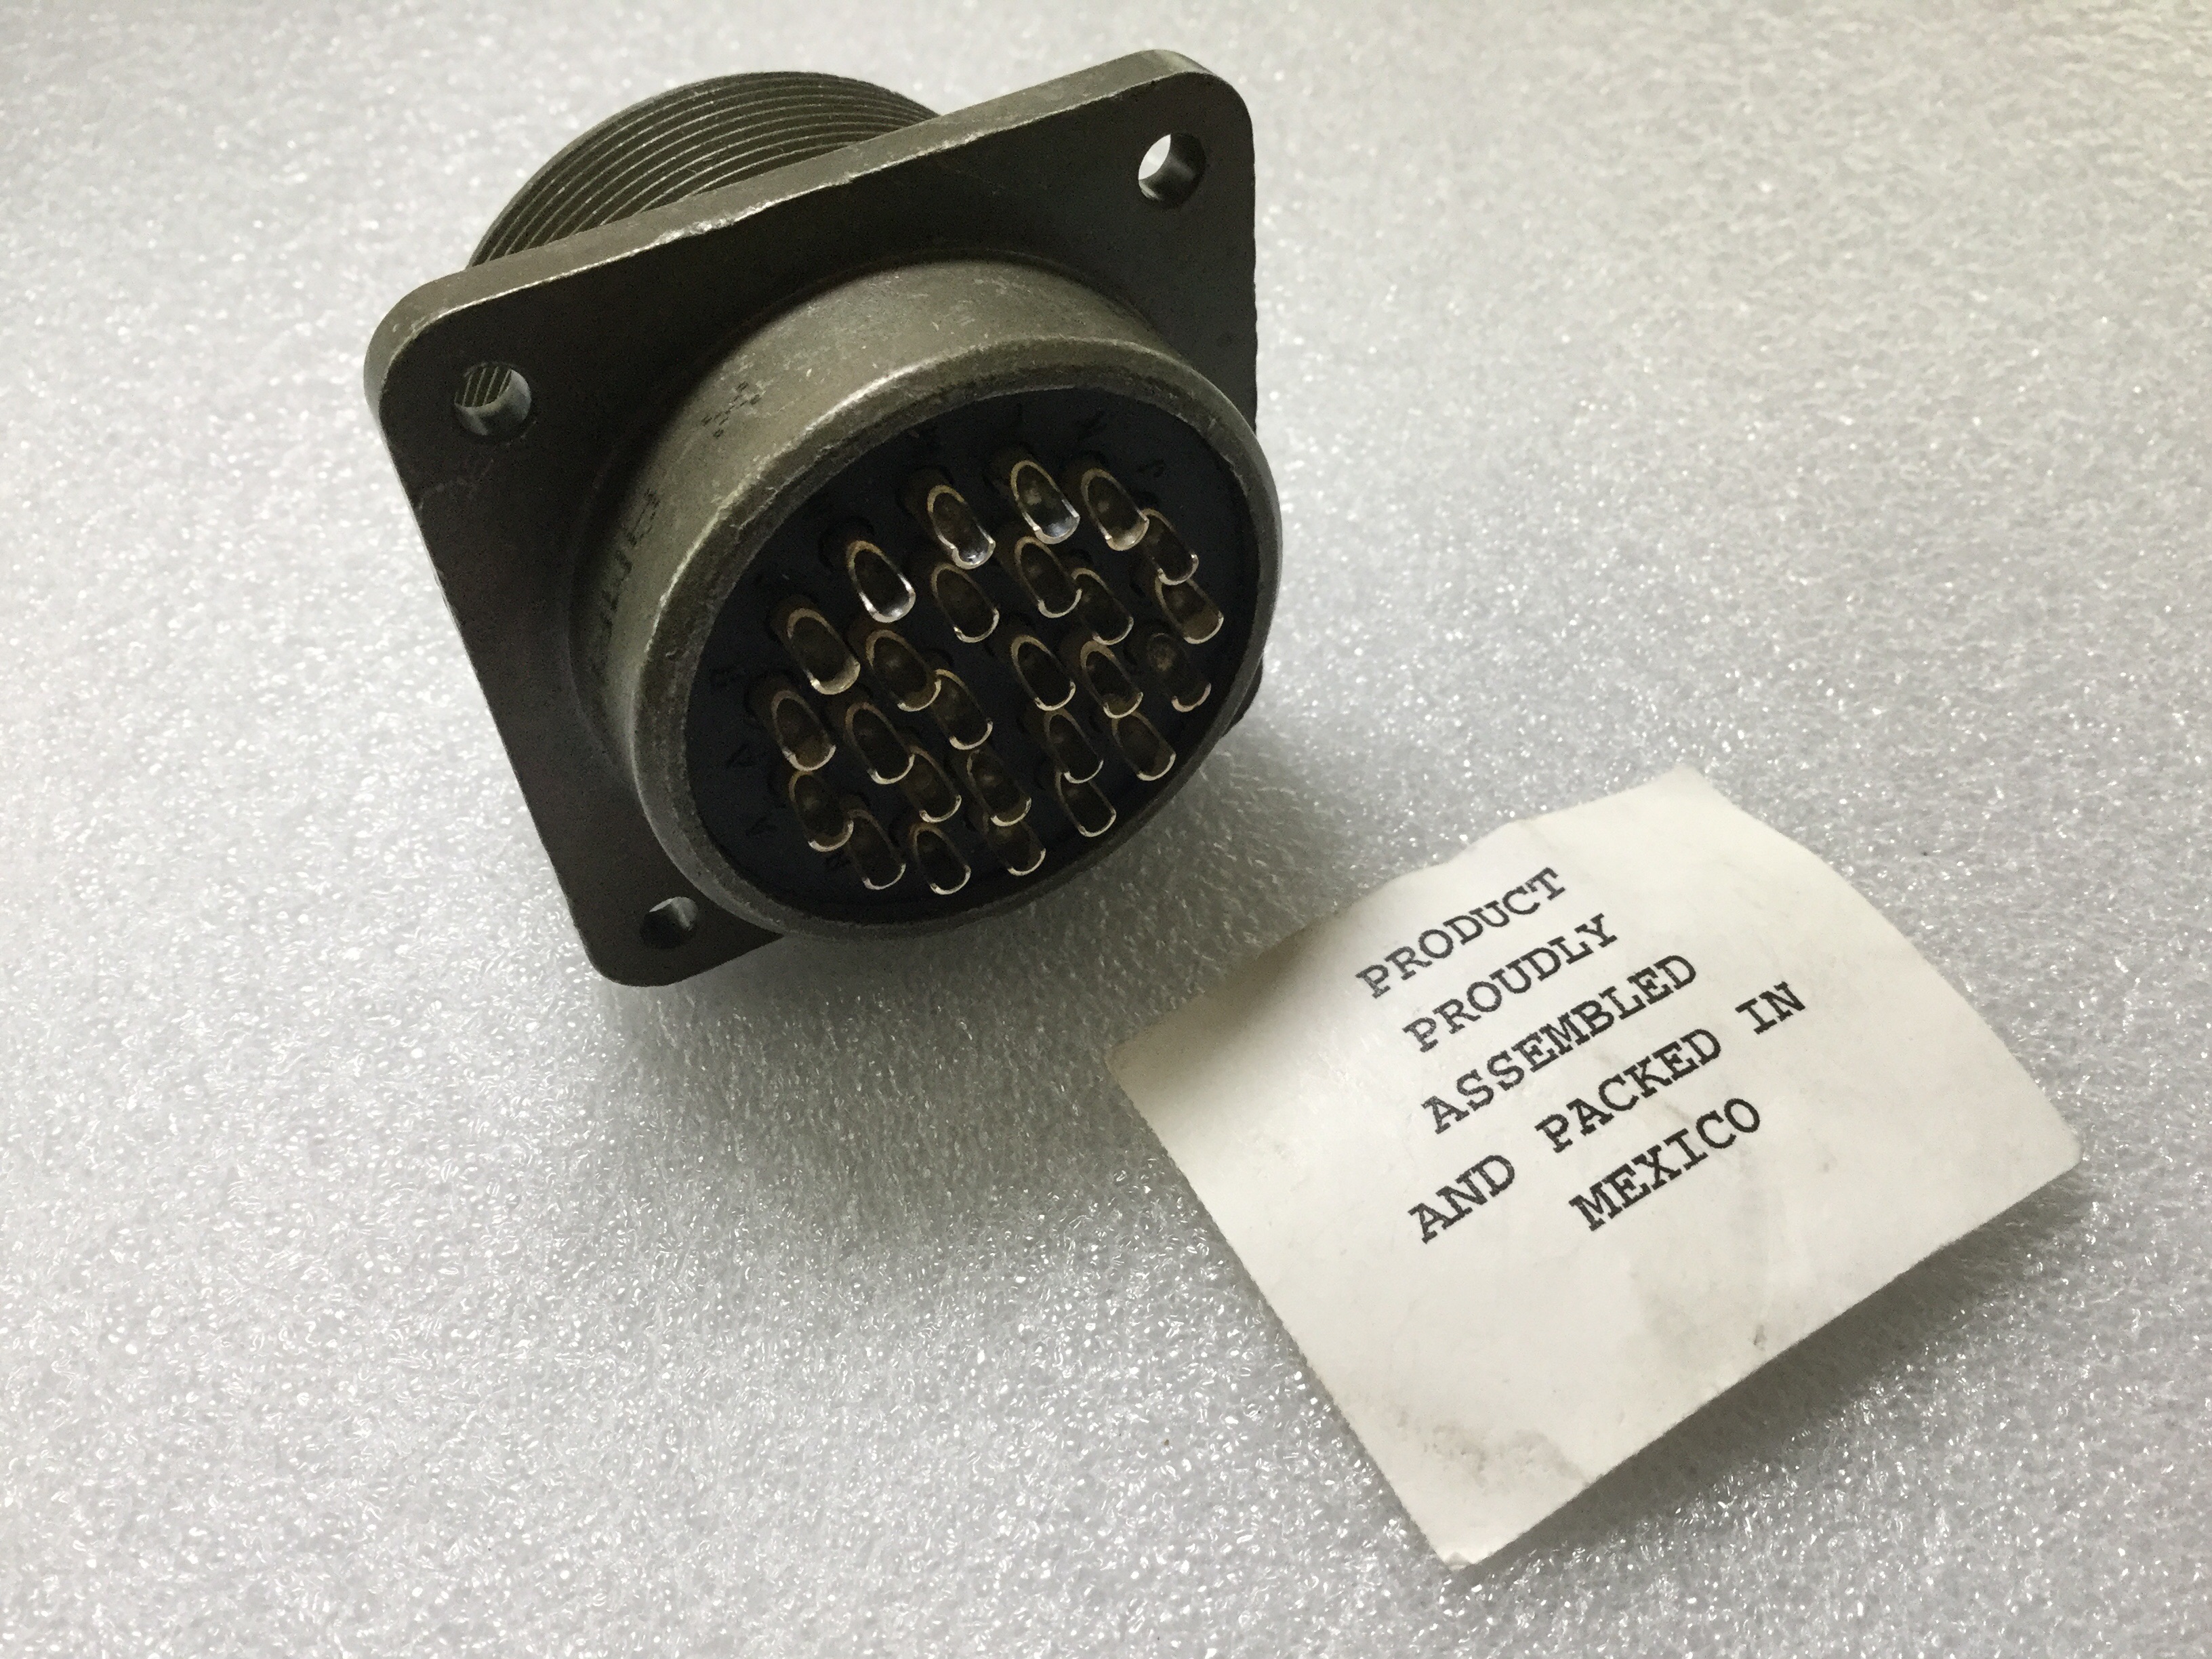 PRODUCT
PROUDLY
ASSEMBLED
AND PACKED IN
MEXICO